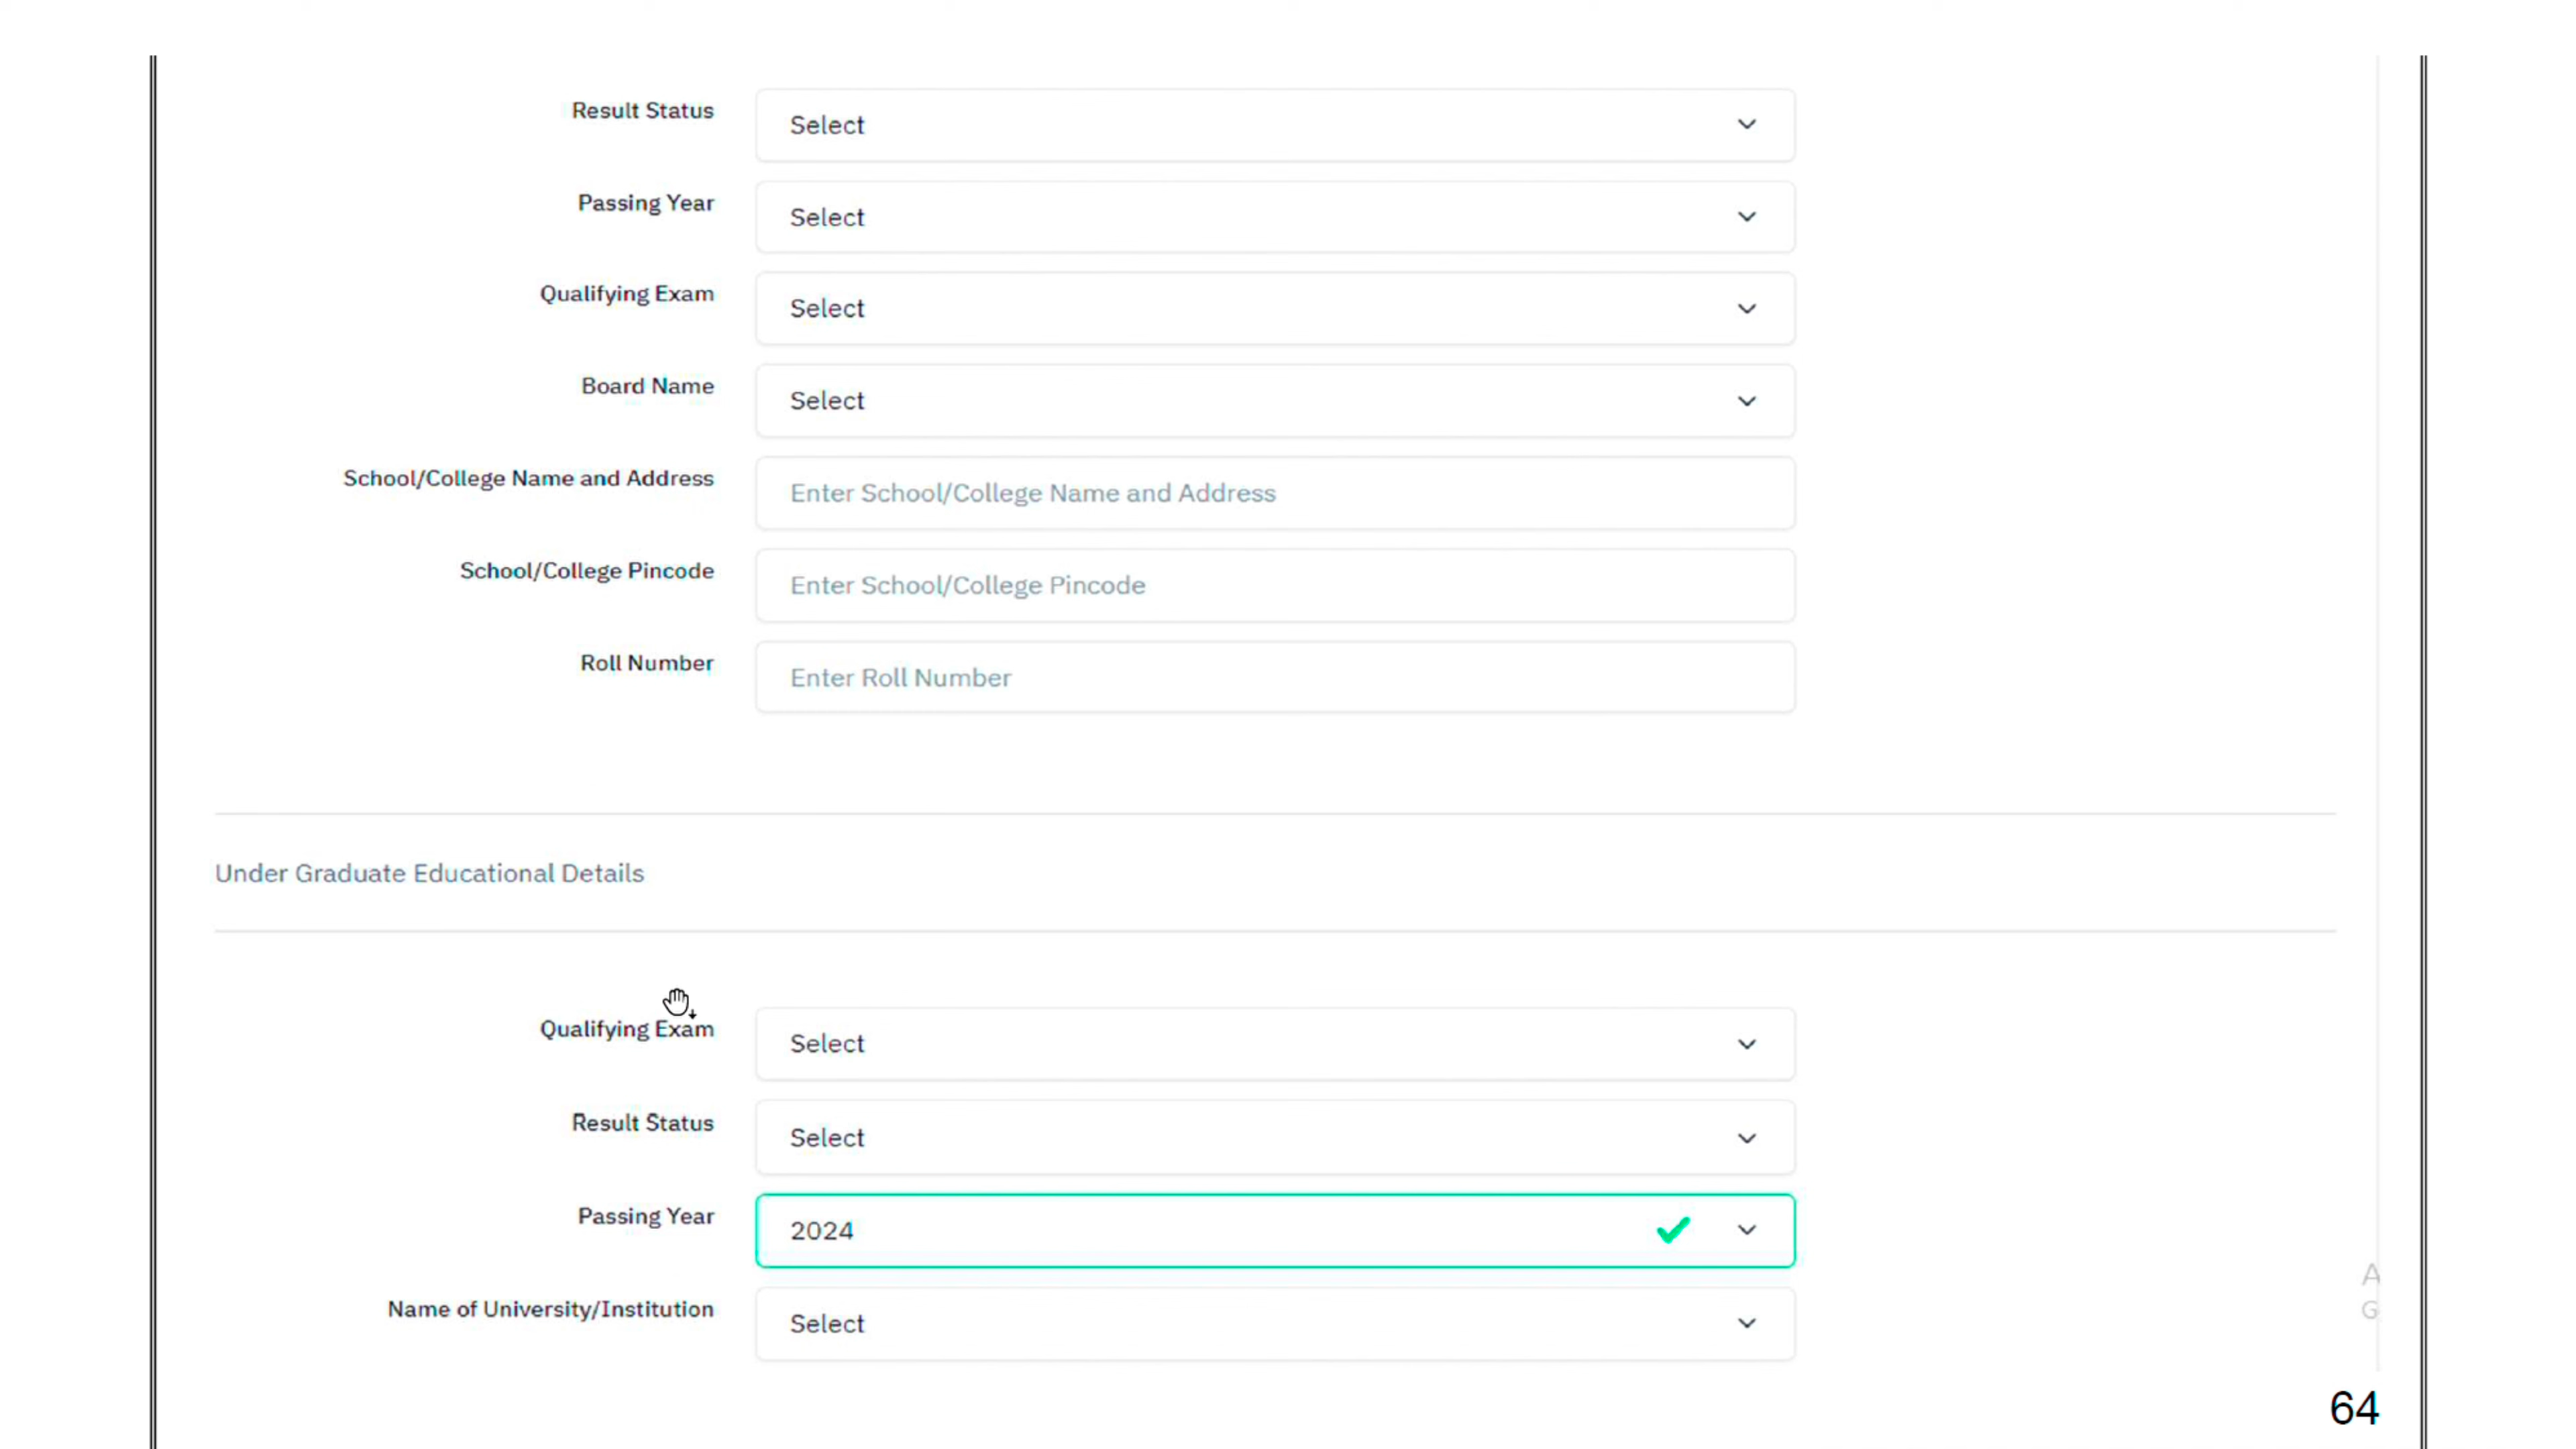 Result Status
Select
Passing Year
Select
Qualifying Exam
Select
Board Name
Select
School/College Name and Address
Enter School/College Name and Address
School/College Pincode
Enter School/College Pincode
Roll Number
Enter Roll Number
Under Graduate Educational Details
Qualifying Exam
Select
Result Status
Select
Passing Year
2024
Name of University/Institution
Select
A
G
64